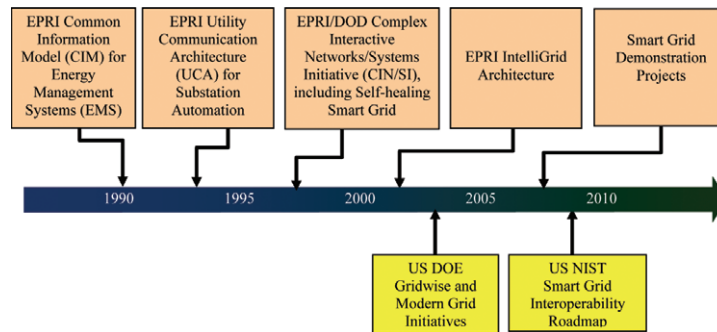 EPRI Common
Information
Model (CIM) for
Energy
Management
Systems (EMS)
EPRI Utility
Communication
Architecture
(UCA) for
Substation
Automation
EPRI/DOD Complex
Interactive
Networks/Systems
Initiative (CIN/SI),
including Self-healing
Smart Grid
EPRI IntelliGrid
Architecture
Smart Grid
Demonstration
Projects
1990
1995
2000
2005
2010
US DOE
Gridwise and
Modern Grid
Initiatives
US NIST
Smart Grid
Interoperability
Roadmap